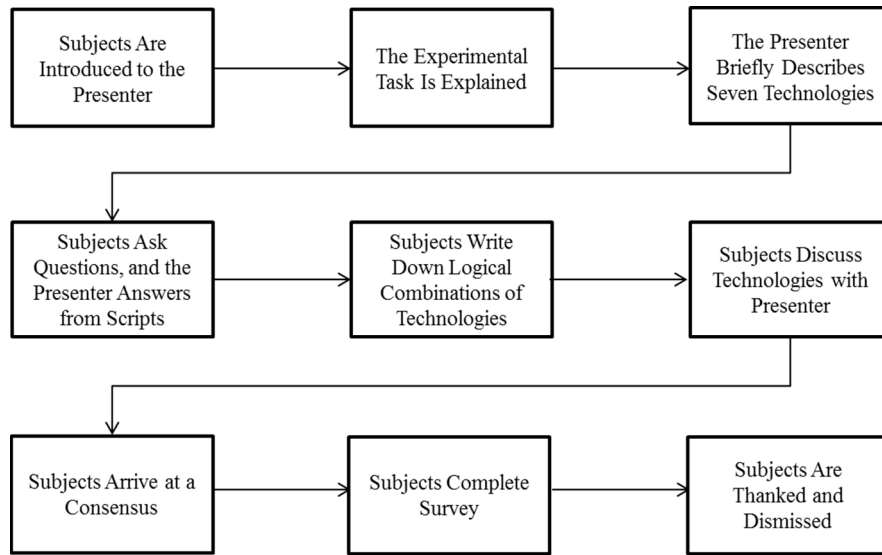 Subjects Are
Introduced to the
Presenter
The Experimental
Task Is Explained
The Presenter
Briefly Describes
Seven Technologies
Subjects Ask
Questions, and the
Presenter Answers
from Scripts
Subjects Write
Down Logical
Combinations of
Technologies
Subjects Discuss
Technologies with
Presenter
Subjects Arrive at a
Consensus
Subjects Complete
Survey
Subjects Are
Thanked and
Dismissed